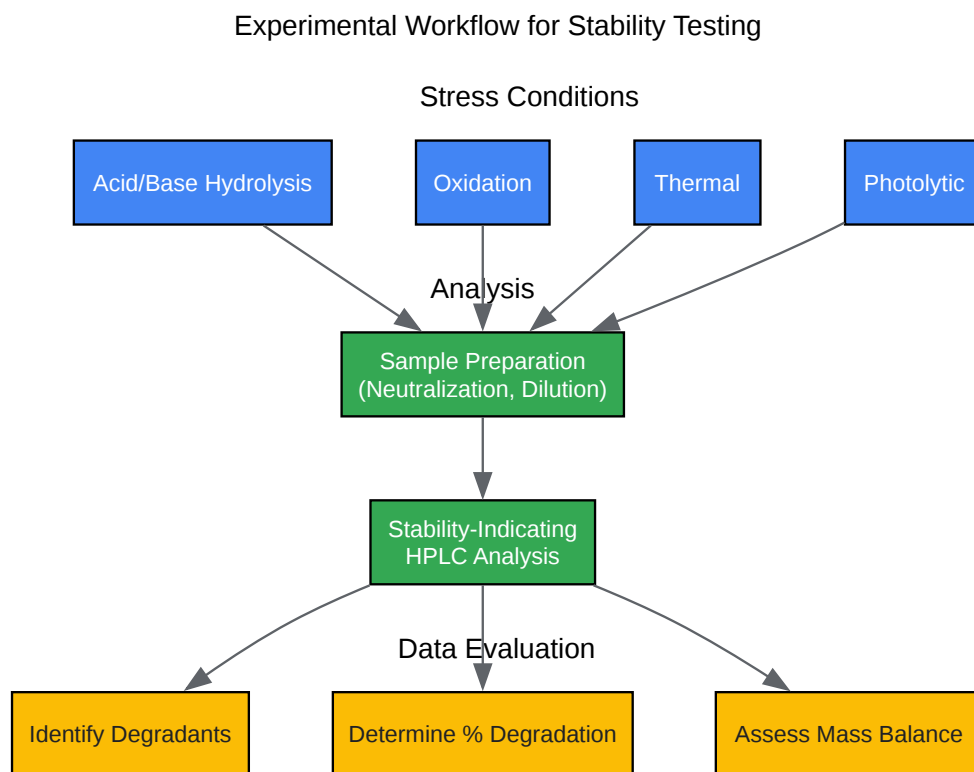 Experimental Workflow for Stability Testing
Stress Conditions
Acid/Base Hydrolysis
Oxidation
Thermal
Photolytic
Analysis
Sample Preparation
(Neutralization, Dilution)
Stability-Indicating
HPLC Analysis
Data Evaluation
Identify Degradants
Determine % Degradation
Assess Mass Balance